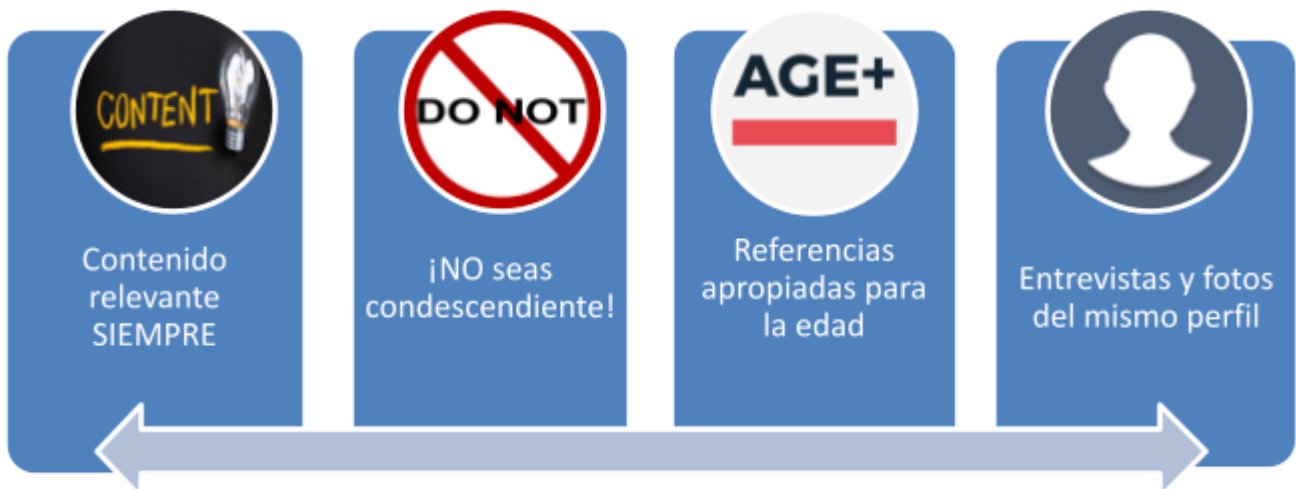 CONTENT
Contenido
relevante
SIEMPRE
DO NOT
¡NO seas
condescendiente!
AGE+
Referencias
apropiadas para
la edad
Entrevistas y fotos
del mismo perfil